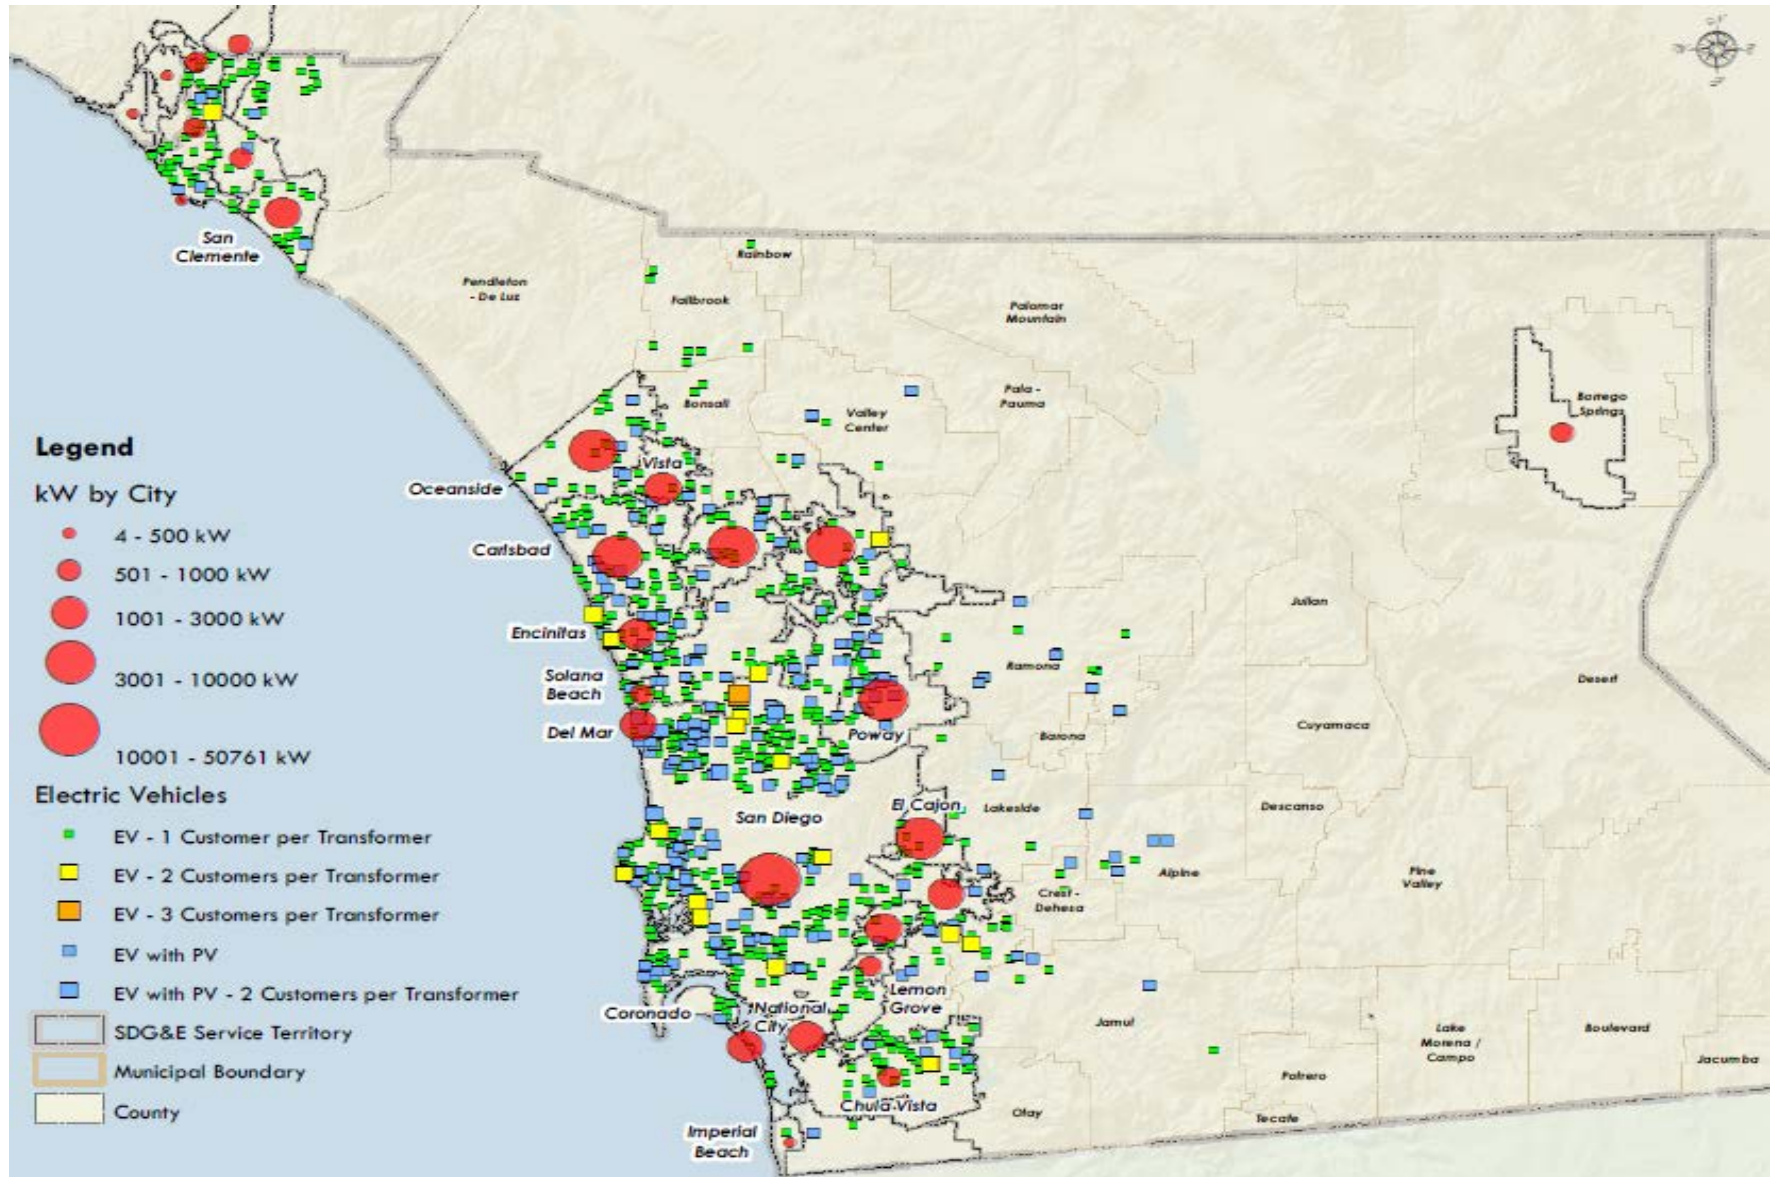 San
Clemente
Rainbow
Pendleton
- De Luz
Fallbrook
Palomar
Mountain
Pala -
Pauma
Bonsall
Valley
Center
Borrego
Springs
Vista
Oceanside
Carlsbad
Encinitas
Julian
Ramona
Solana
Beach
Desert
Del Mar
Poway
Barona
Cuyamaca
San Diego
El Cajon
Lakeside
Descanso
Alpine
Pine
Valley
Crest -
Dehesa
Coronado
National
City
Lemon
Grove
Jamul
Lake
Morena /
Campo
Boulevard
Jacumba
Potrero
Chula Vista
Otay
Tecate
Imperial
Beach
Legend
kW by City
4 - 500 kW
501 - 1000 kW
1001 - 3000 kW
3001 - 10000 kW
10001 - 50761 kW
Electric Vehicles
EV - 1 Customer per Transformer
EV - 2 Customers per Transformer
EV - 3 Customers per Transformer
EV with PV
EV with PV - 2 Customers per Transformer
SDG&E Service Territory
Municipal Boundary
County